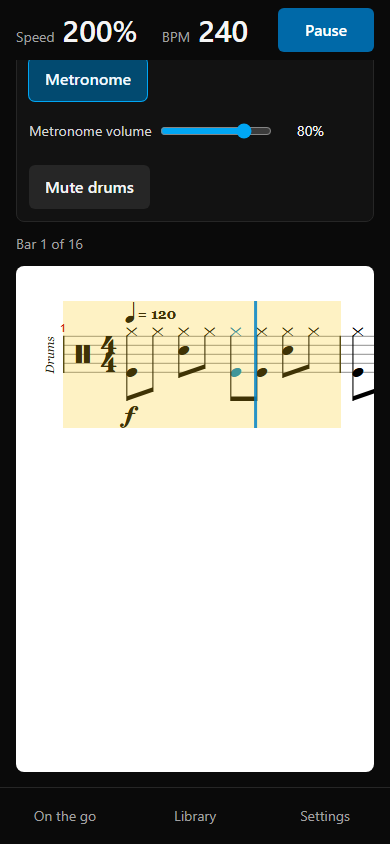 Speed 200% BPM 240 Pause
Metronome
Metronome volume 80%
Mute drums
Bar 1 of 16
= 120
1
Drums
4
4
f
On the go Library Settings